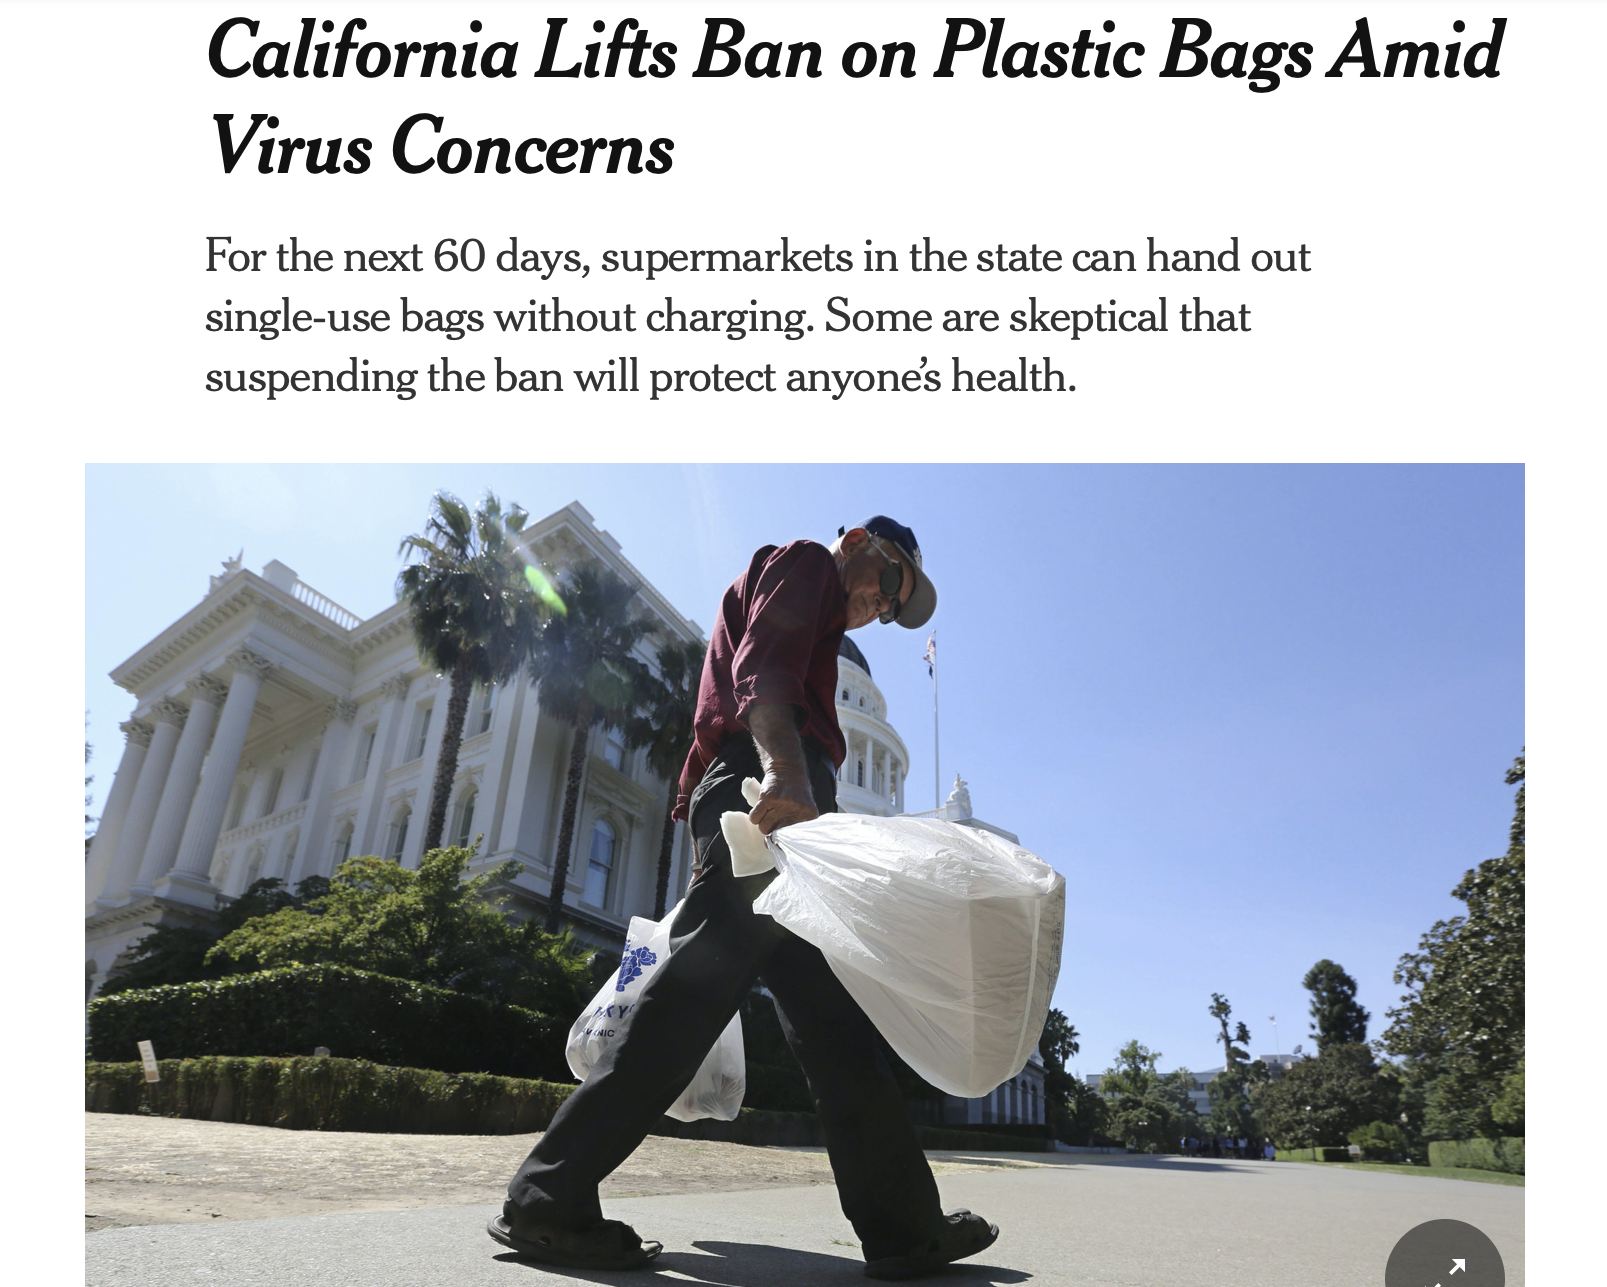 California Lifts Ban on Plastic Bags Amid
Virus Concerns
For the next 60 days, supermarkets in the state can hand out
single-use bags without charging. Some are skeptical that
suspending the ban will protect anyone’s health.